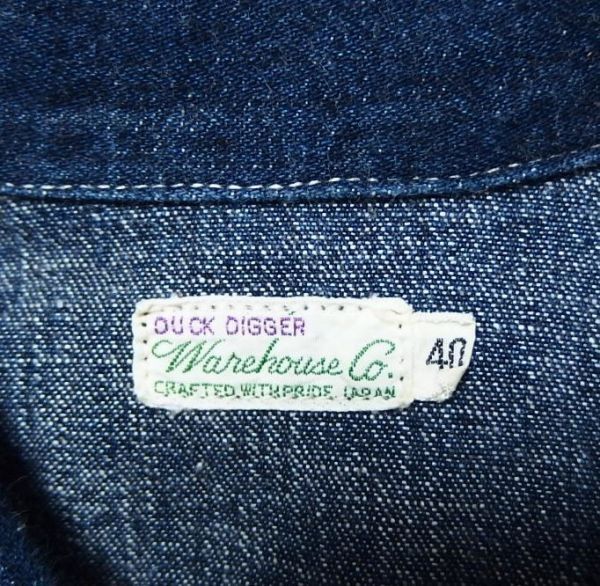 DUCK DIGGER
Warehouse Co.
40
CRAFTED WITH PRIDE JAPAN